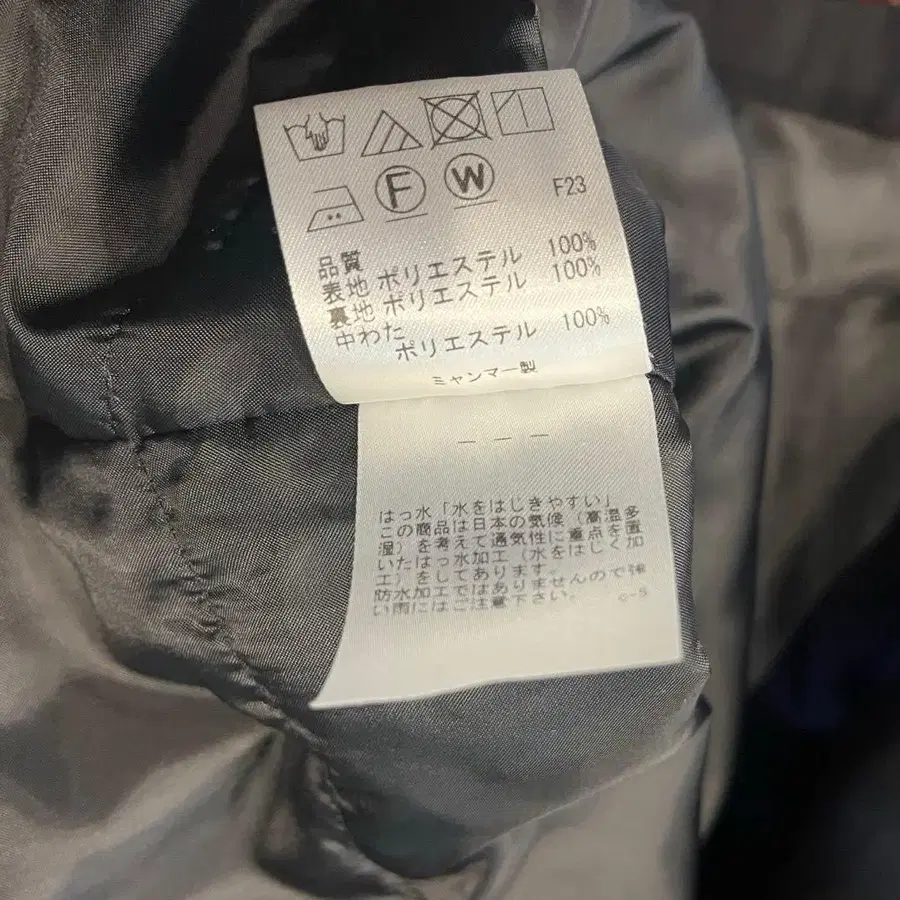 F W F23
品質
表地 ポリエステル 100%
裏地 ポリエステル 100%
中わた
ポリエステル 100%
ミャンマー製
— — —
はっ水「水をはじきやすい」
この商品は日本の気候(高温多
湿)を考えて通気性に重点を置
いたはっ水加工(水をはじく加
工)をしてあります。
防水加工ではありませんので強
い雨にはご注意下さい。 c-5